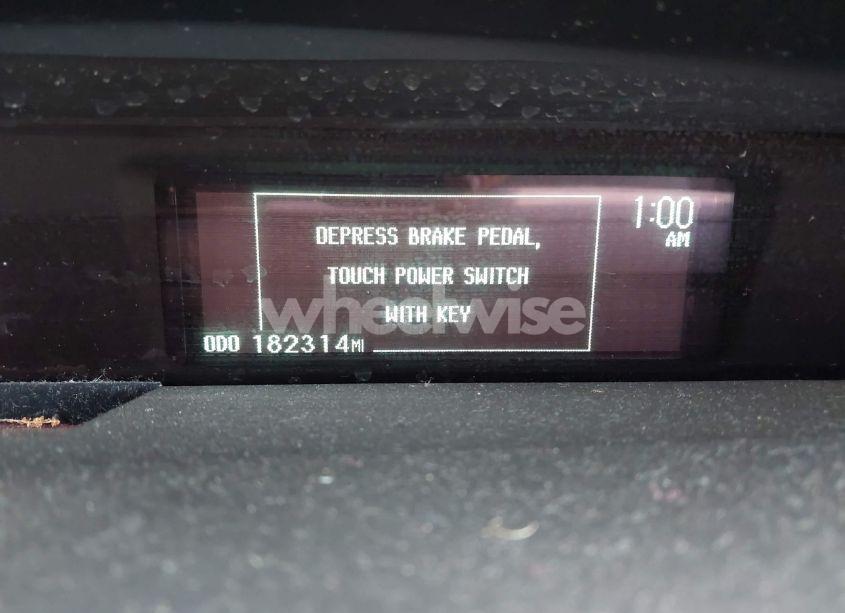 1:00
AM
DEPRESS BRAKE PEDAL,
TOUCH POWER SWITCH
WITH KEY
wheelwise
ODO 182314MI